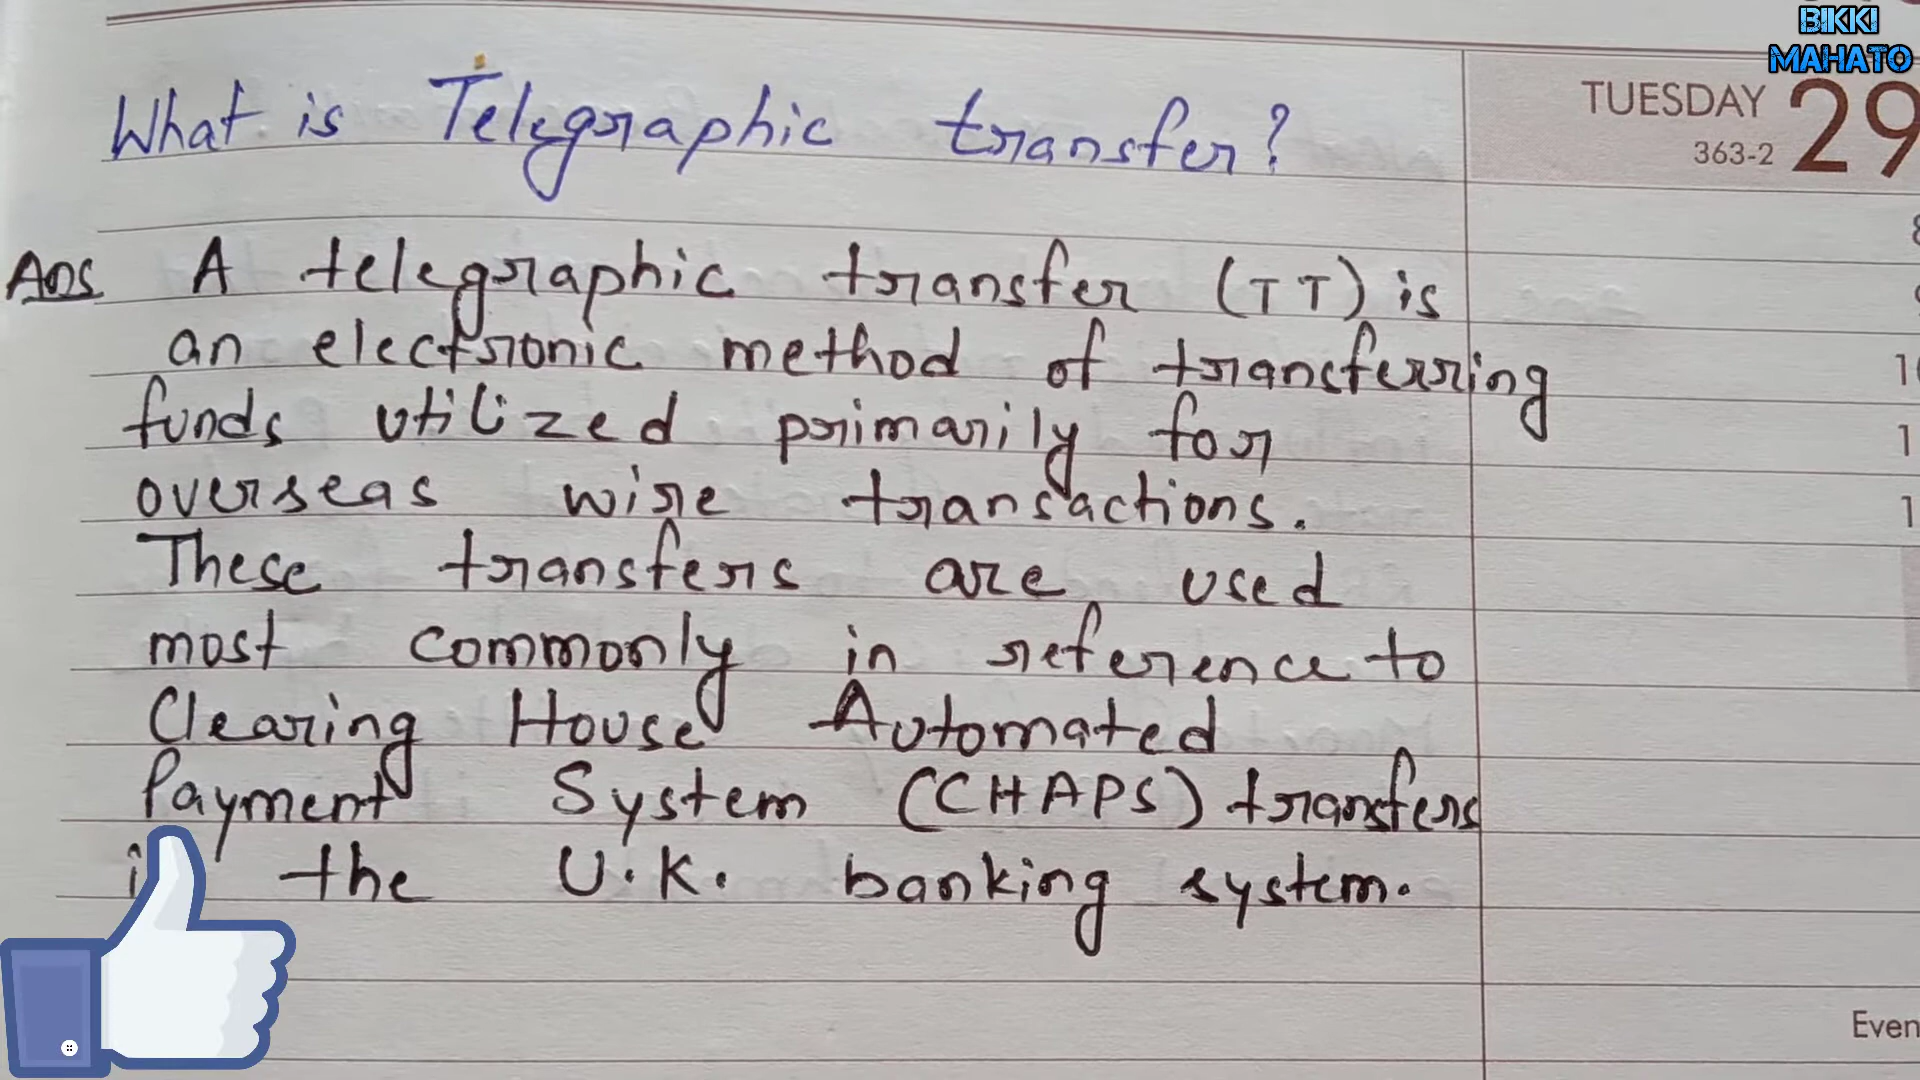 BIKKI
MAHATO
TUESDAY 29
363-2
What is Telegraphic transfer?
Ans A telegraphic transfer (TT) is
an electronic method of transferring
funds utilized primarily for
overseas wire transactions.
These transfers are used
most commonly in reference to
Clearing House Automated
Payment System (CHAPS) transfers
the U.K. banking system.
Even